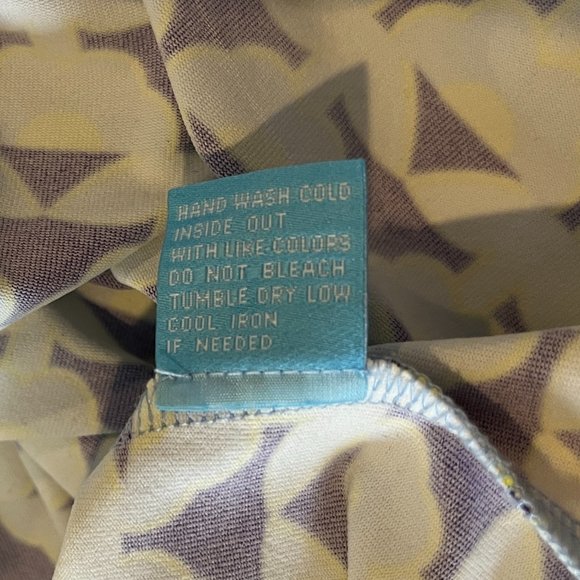 HAND WASH COLD
INSIDE OUT
WITH LIKE COLORS
DO NOT BLEACH
TUMBLE DRY LOW
COOL IRON
IF NEEDED